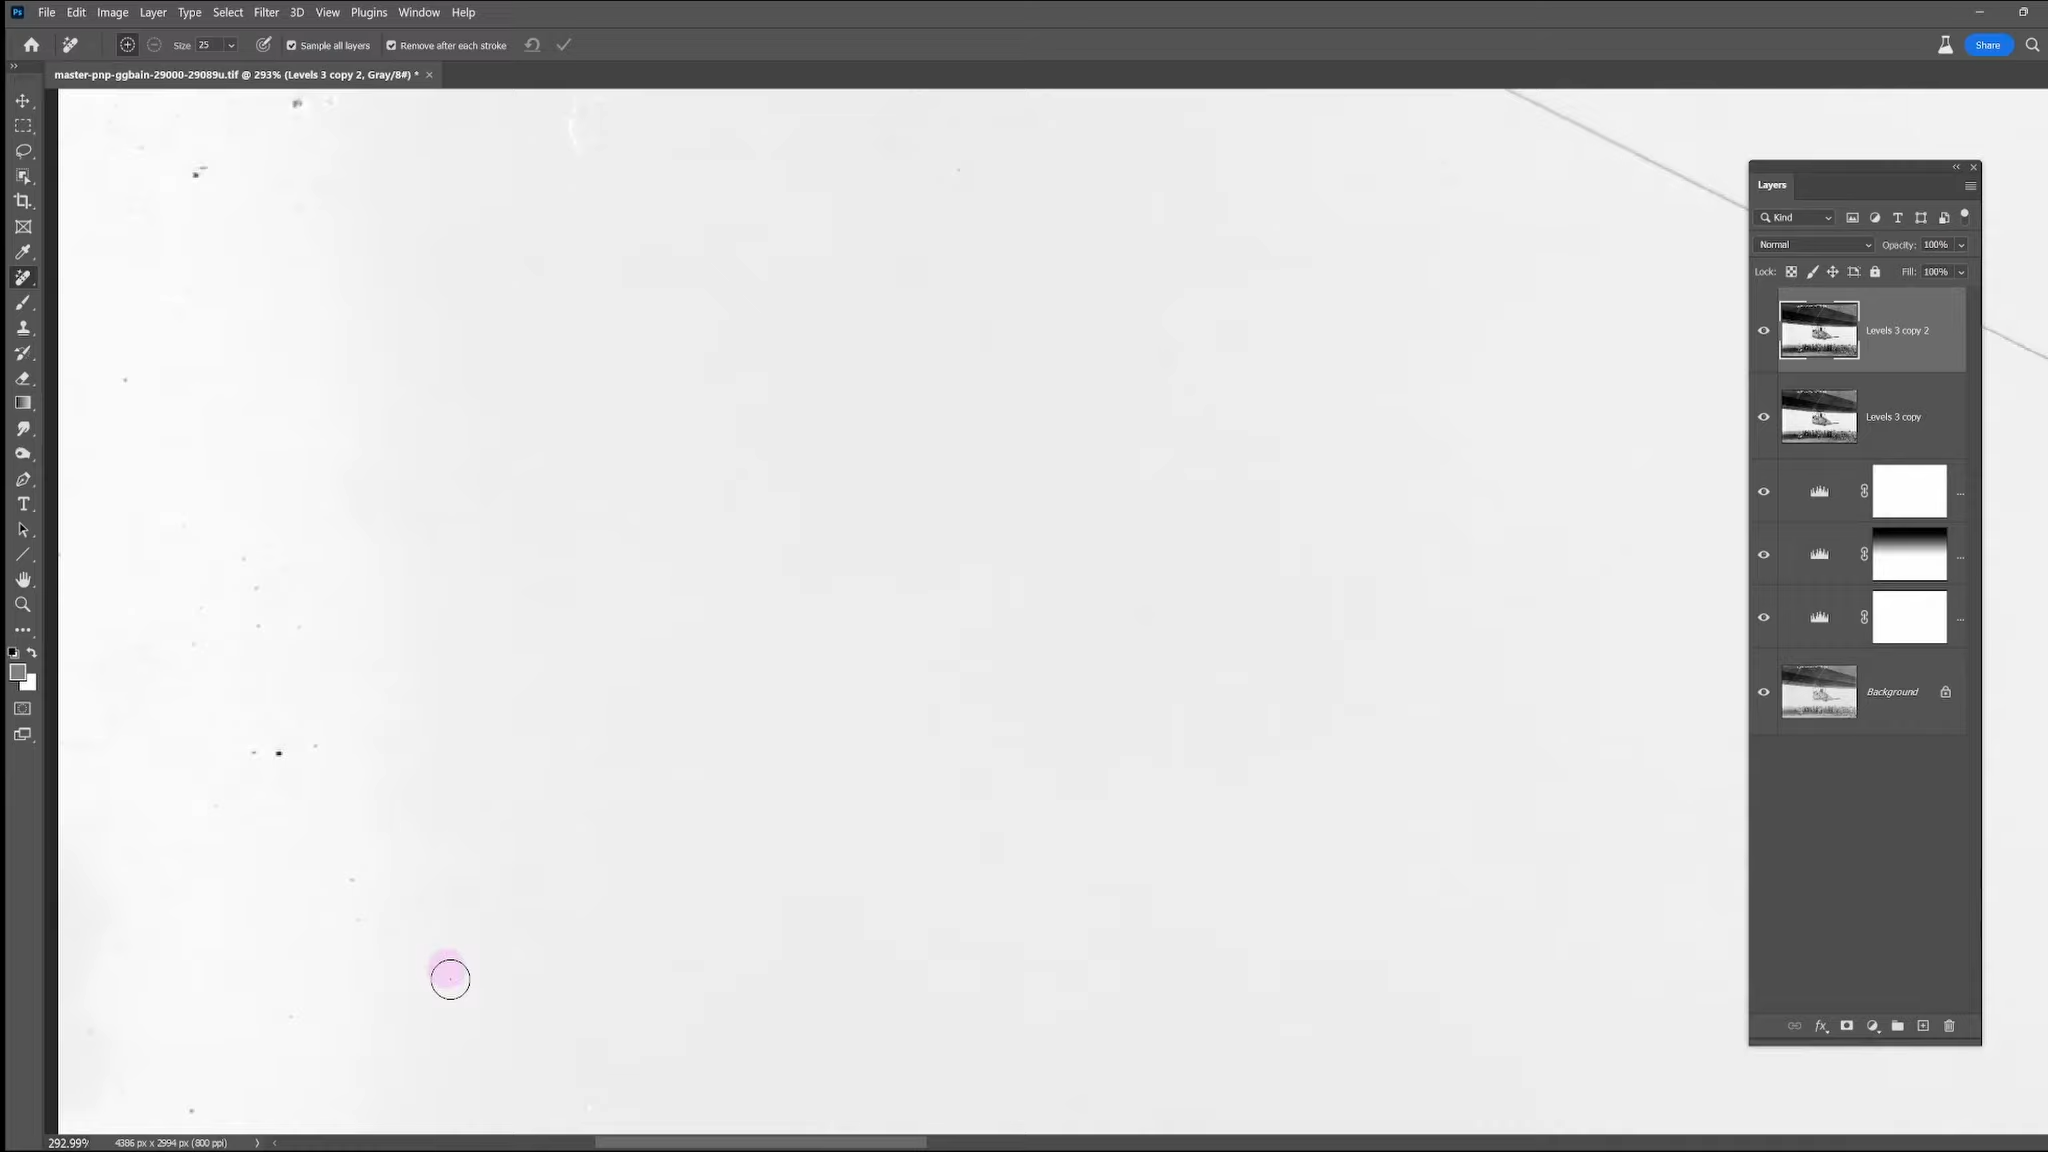 Ps File Edit Image Layer Type Select Filter 3D View Plugins Window Help
Size 25 Sample all layers Remove after each stroke Share
master-pnp-ggbain-29000-29089u.tif @ 293% (Levels 3 copy 2, Gray/8#) *
Layers
Kind
Normal Opacity: 100%
Lock: Fill: 100%
Levels 3 copy 2
Levels 3 copy
...
...
...
Background
fx
292.99% 4386 px x 2994 px (800 ppi)